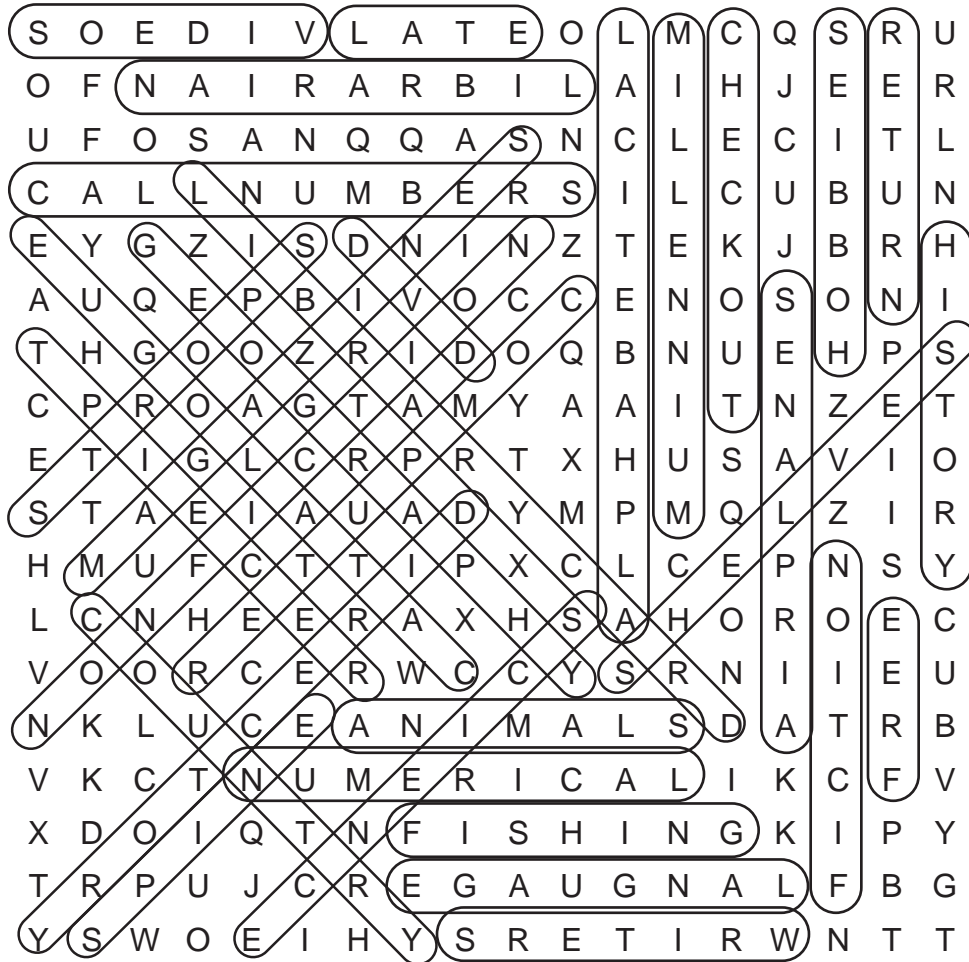 S O E D I V L A T E O L M C Q S R U
O F N A I R A R B I L A I H J E E R
U F O S A N Q Q A S N C L E C I T L
C A L L N U M B E R S I L C U B U N
E Y G Z I S D N I N Z T E K J B R H
A U Q E P B I V O C C E N O S O N I
T H G O O Z R I D O Q B N U E H P S
C P R O A G T A M Y A A I T N Z E T
E T I G L C R P R T X H U S A V I O
S T A E I A U A D Y M P M Q L Z I R
H M U F C T T I P X C L C E P N S Y
L C N H E E R A X H S A H O R O E C
V O O R C E R W C C Y S R N I I E U
N K L U C E A N I M A L S D A T R B
V K C T N U M E R I C A L I K C F V
X D O I Q T N F I S H I N G K I P Y
T R P U J C R E G A U G N A L F B G
Y S W O E I H Y S R E T I R W N T T